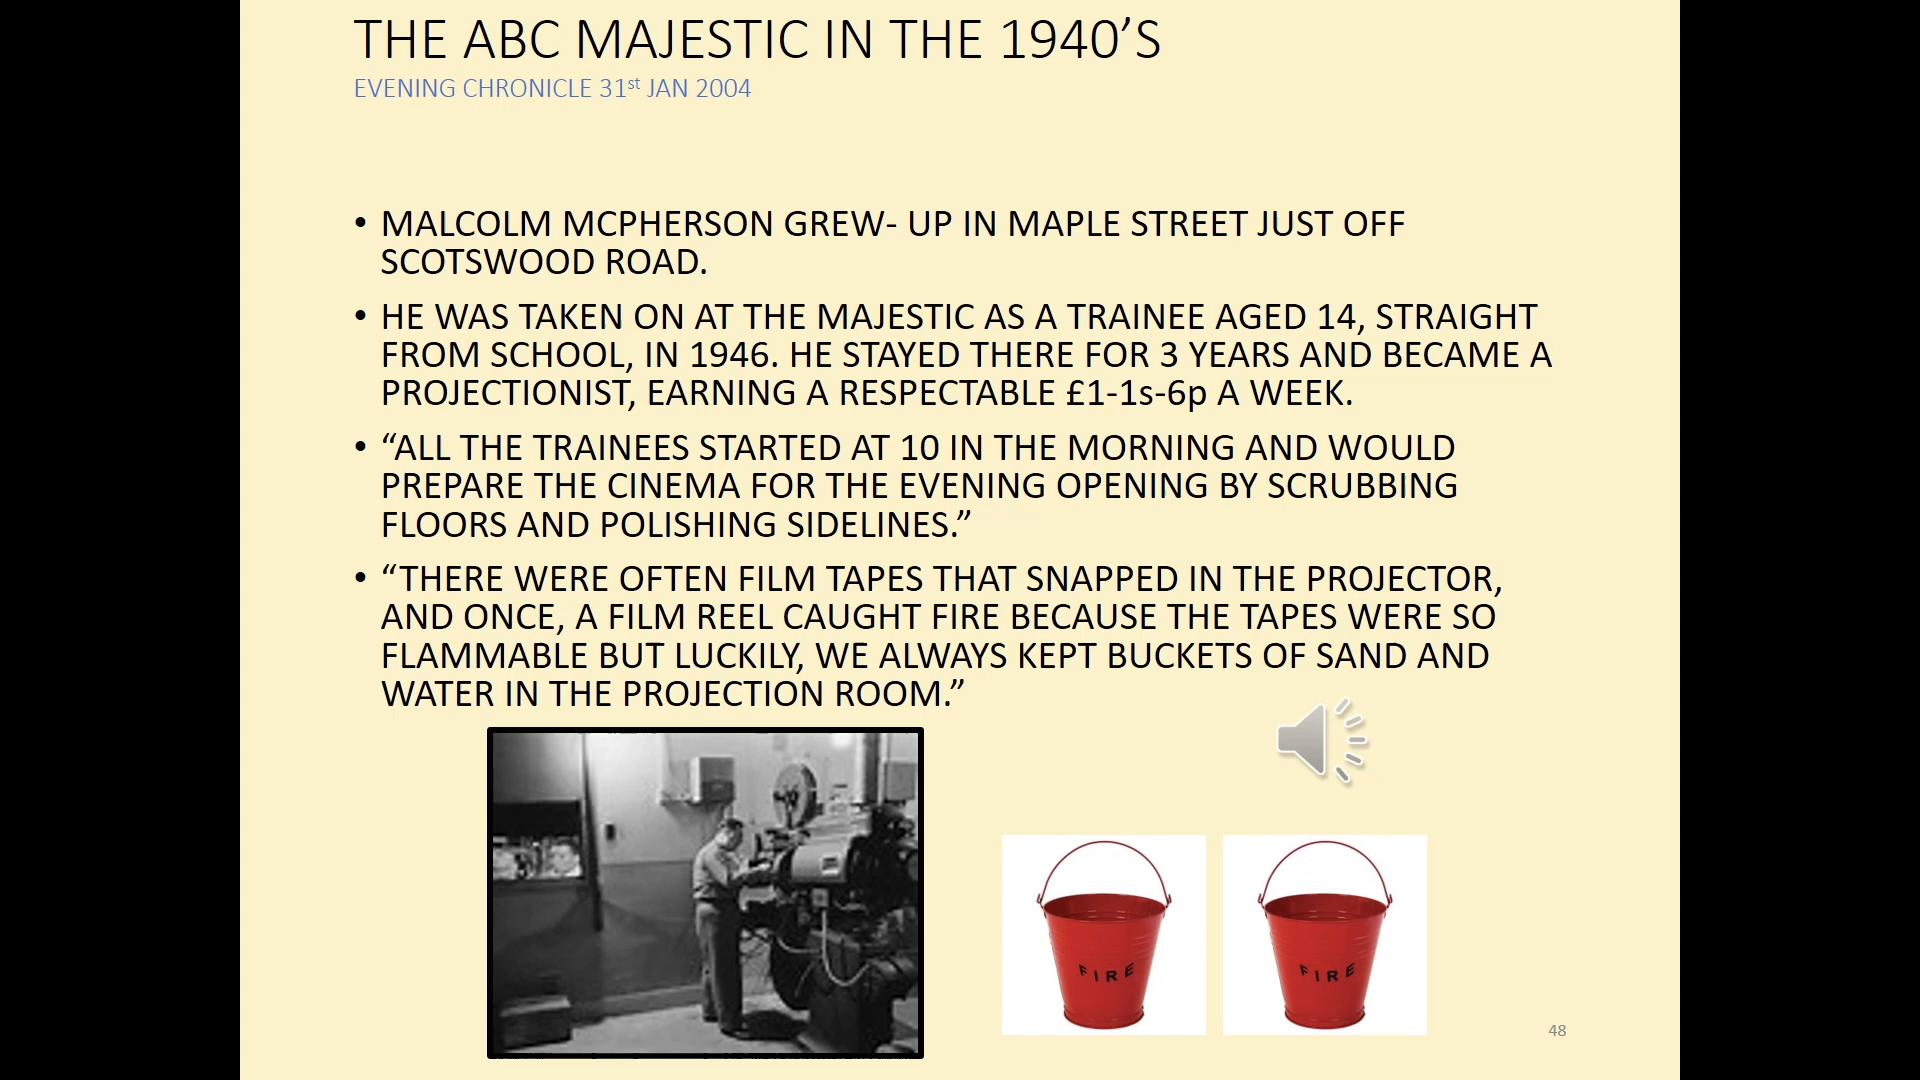 THE ABC MAJESTIC IN THE 1940’S
EVENING CHRONICLE 31st JAN 2004
• MALCOLM MCPHERSON GREW- UP IN MAPLE STREET JUST OFF
SCOTSWOOD ROAD.
• HE WAS TAKEN ON AT THE MAJESTIC AS A TRAINEE AGED 14, STRAIGHT
FROM SCHOOL, IN 1946. HE STAYED THERE FOR 3 YEARS AND BECAME A
PROJECTIONIST, EARNING A RESPECTABLE £1-1s-6p A WEEK.
• “ALL THE TRAINEES STARTED AT 10 IN THE MORNING AND WOULD
PREPARE THE CINEMA FOR THE EVENING OPENING BY SCRUBBING
FLOORS AND POLISHING SIDELINES.”
• “THERE WERE OFTEN FILM TAPES THAT SNAPPED IN THE PROJECTOR,
AND ONCE, A FILM REEL CAUGHT FIRE BECAUSE THE TAPES WERE SO
FLAMMABLE BUT LUCKILY, WE ALWAYS KEPT BUCKETS OF SAND AND
WATER IN THE PROJECTION ROOM.”
FIRE
FIRE
48